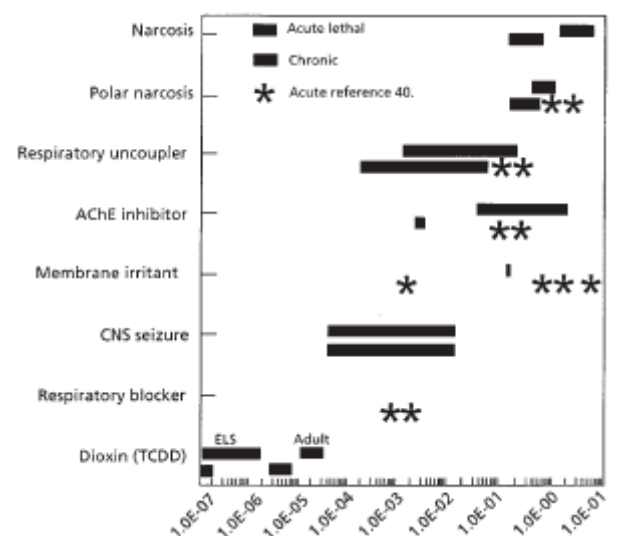 Narcosis
Acute lethal
Chronic
Polar narcosis
Acute reference 40.
Respiratory uncoupler
AChE inhibitor
Membrane irritant
CNS seizure
Respiratory blocker
ELS
Adult
Dioxin (TCDD)
1.0E-07
1.0E-06
1.0E-05
1.0E-04
1.0E-03
1.0E-02
1.0E-01
1.0E-00
1.0E-01